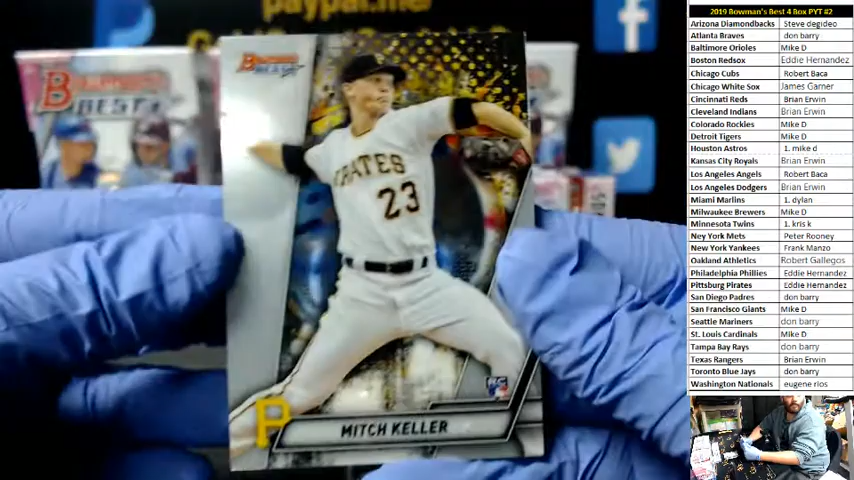 paypal.me/
BOWMAN'S
BEST
BOWMAN'S
BEST
PIRATES
23
RC
P
MITCH KELLER
2019 Bowman's Best 4 Box PYT #2
Arizona Diamondbacks Steve degideo
Atlanta Braves don barry
Baltimore Orioles Mike D
Boston Redsox Eddie Hernandez
Chicago Cubs Robert Baca
Chicago White Sox James Garner
Cincinnati Reds Brian Erwin
Cleveland Indians Brian Erwin
Colorado Rockies Mike D
Detroit Tigers Mike D
Houston Astros 1. mike d
Kansas City Royals Brian Erwin
Los Angeles Robert Baca
Los Angeles Dodgers Brian Erwin
Miami Marlins 1. dylan
Milwaukee Brewers Mike D
Minnesota Twins 1. kris k
Ney York Mets Peter Rooney
New York Yankees Frank Manzo
Oakland Athletics Robert Gallegos
Philadelphia Phillies Eddie Hernandez
Pittsburg Pirates Eddie Hernandez
San Diego Padres don barry
San Francisco Giants Mike D
Seattle Mariners don barry
St. Louis Cardinals Mike D
Tampa Bay Rays don barry
Texas Rangers Brian Erwin
Toronto Blue Jays don barry
Washington Nationals eugene rios